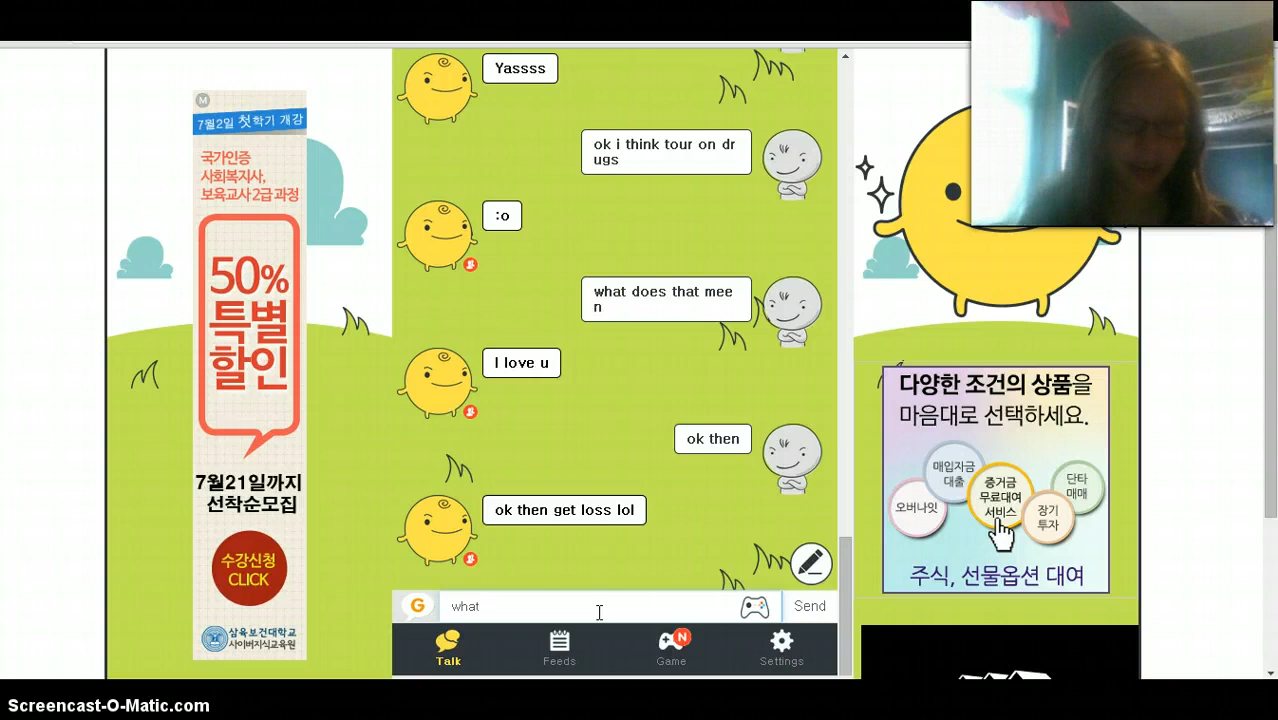 M
7월2일 첫학기 개강
국가인증
사회복지사,
보육교사 2급 과정
50%
특별
할인
7월21일까지
선착순모집
수강신청
CLICK
삼육보건대학교
사이버지식교육원
Yassss
ok i think tour on dr
ugs
:o
what does that mee
n
I love u
ok then
ok then get loss lol
G
what
Send
Talk
Feeds
N
Game
Settings
다양한 조건의 상품을
마음대로 선택하세요.
매입자금
대출
증거금
무료대여
서비스
단타
매매
오버나잇
장기
투자
주식, 선물옵션 대여
Screencast-O-Matic.com